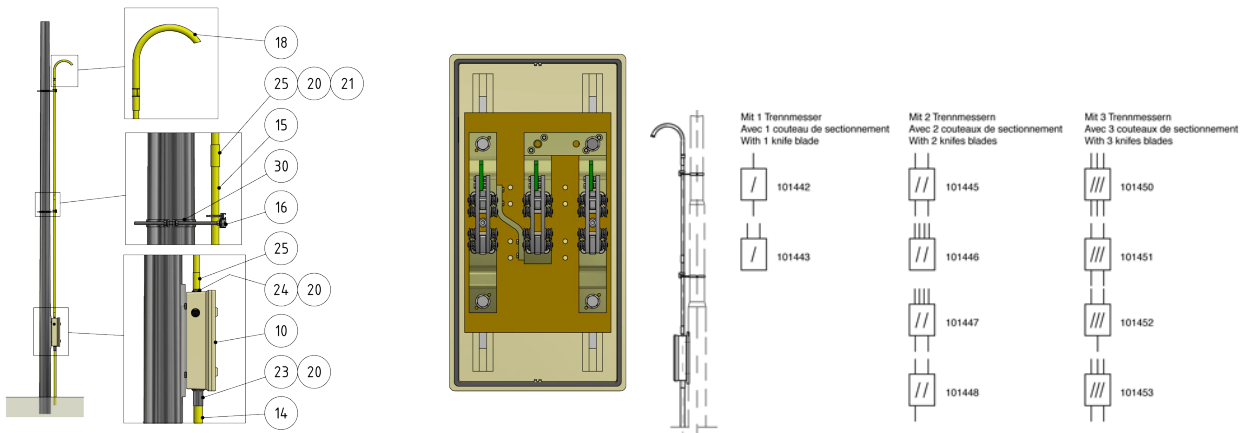 18
25 20 21
15
30
16
25
24 20
10
23 20
14
Mit 1 Trennmesser
Avec 1 couteau de sectionnement
With 1 knife blade
101442
101443
Mit 2 Trennmessern
Avec 2 couteaux de sectionnement
With 2 knifes blades
101445
101446
101447
101448
Mit 3 Trennmessern
Avec 3 couteaux de sectionnement
With 3 knifes blades
101450
101451
101452
101453